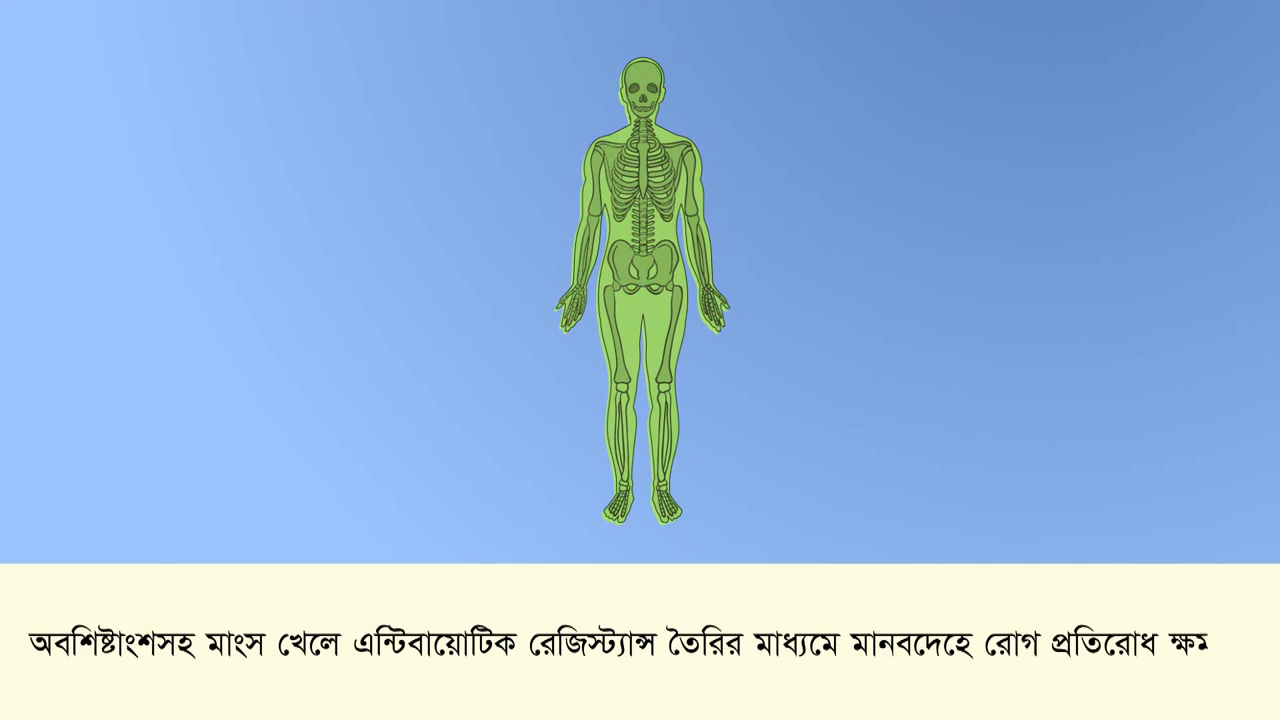 অবশিষ্টাংশসহ মাংস খেলে এন্টিবায়োটিক রেজিস্ট্যান্স তৈরির মাধ্যমে মানবদেহে রোগ প্রতিরোধ ক্ষম